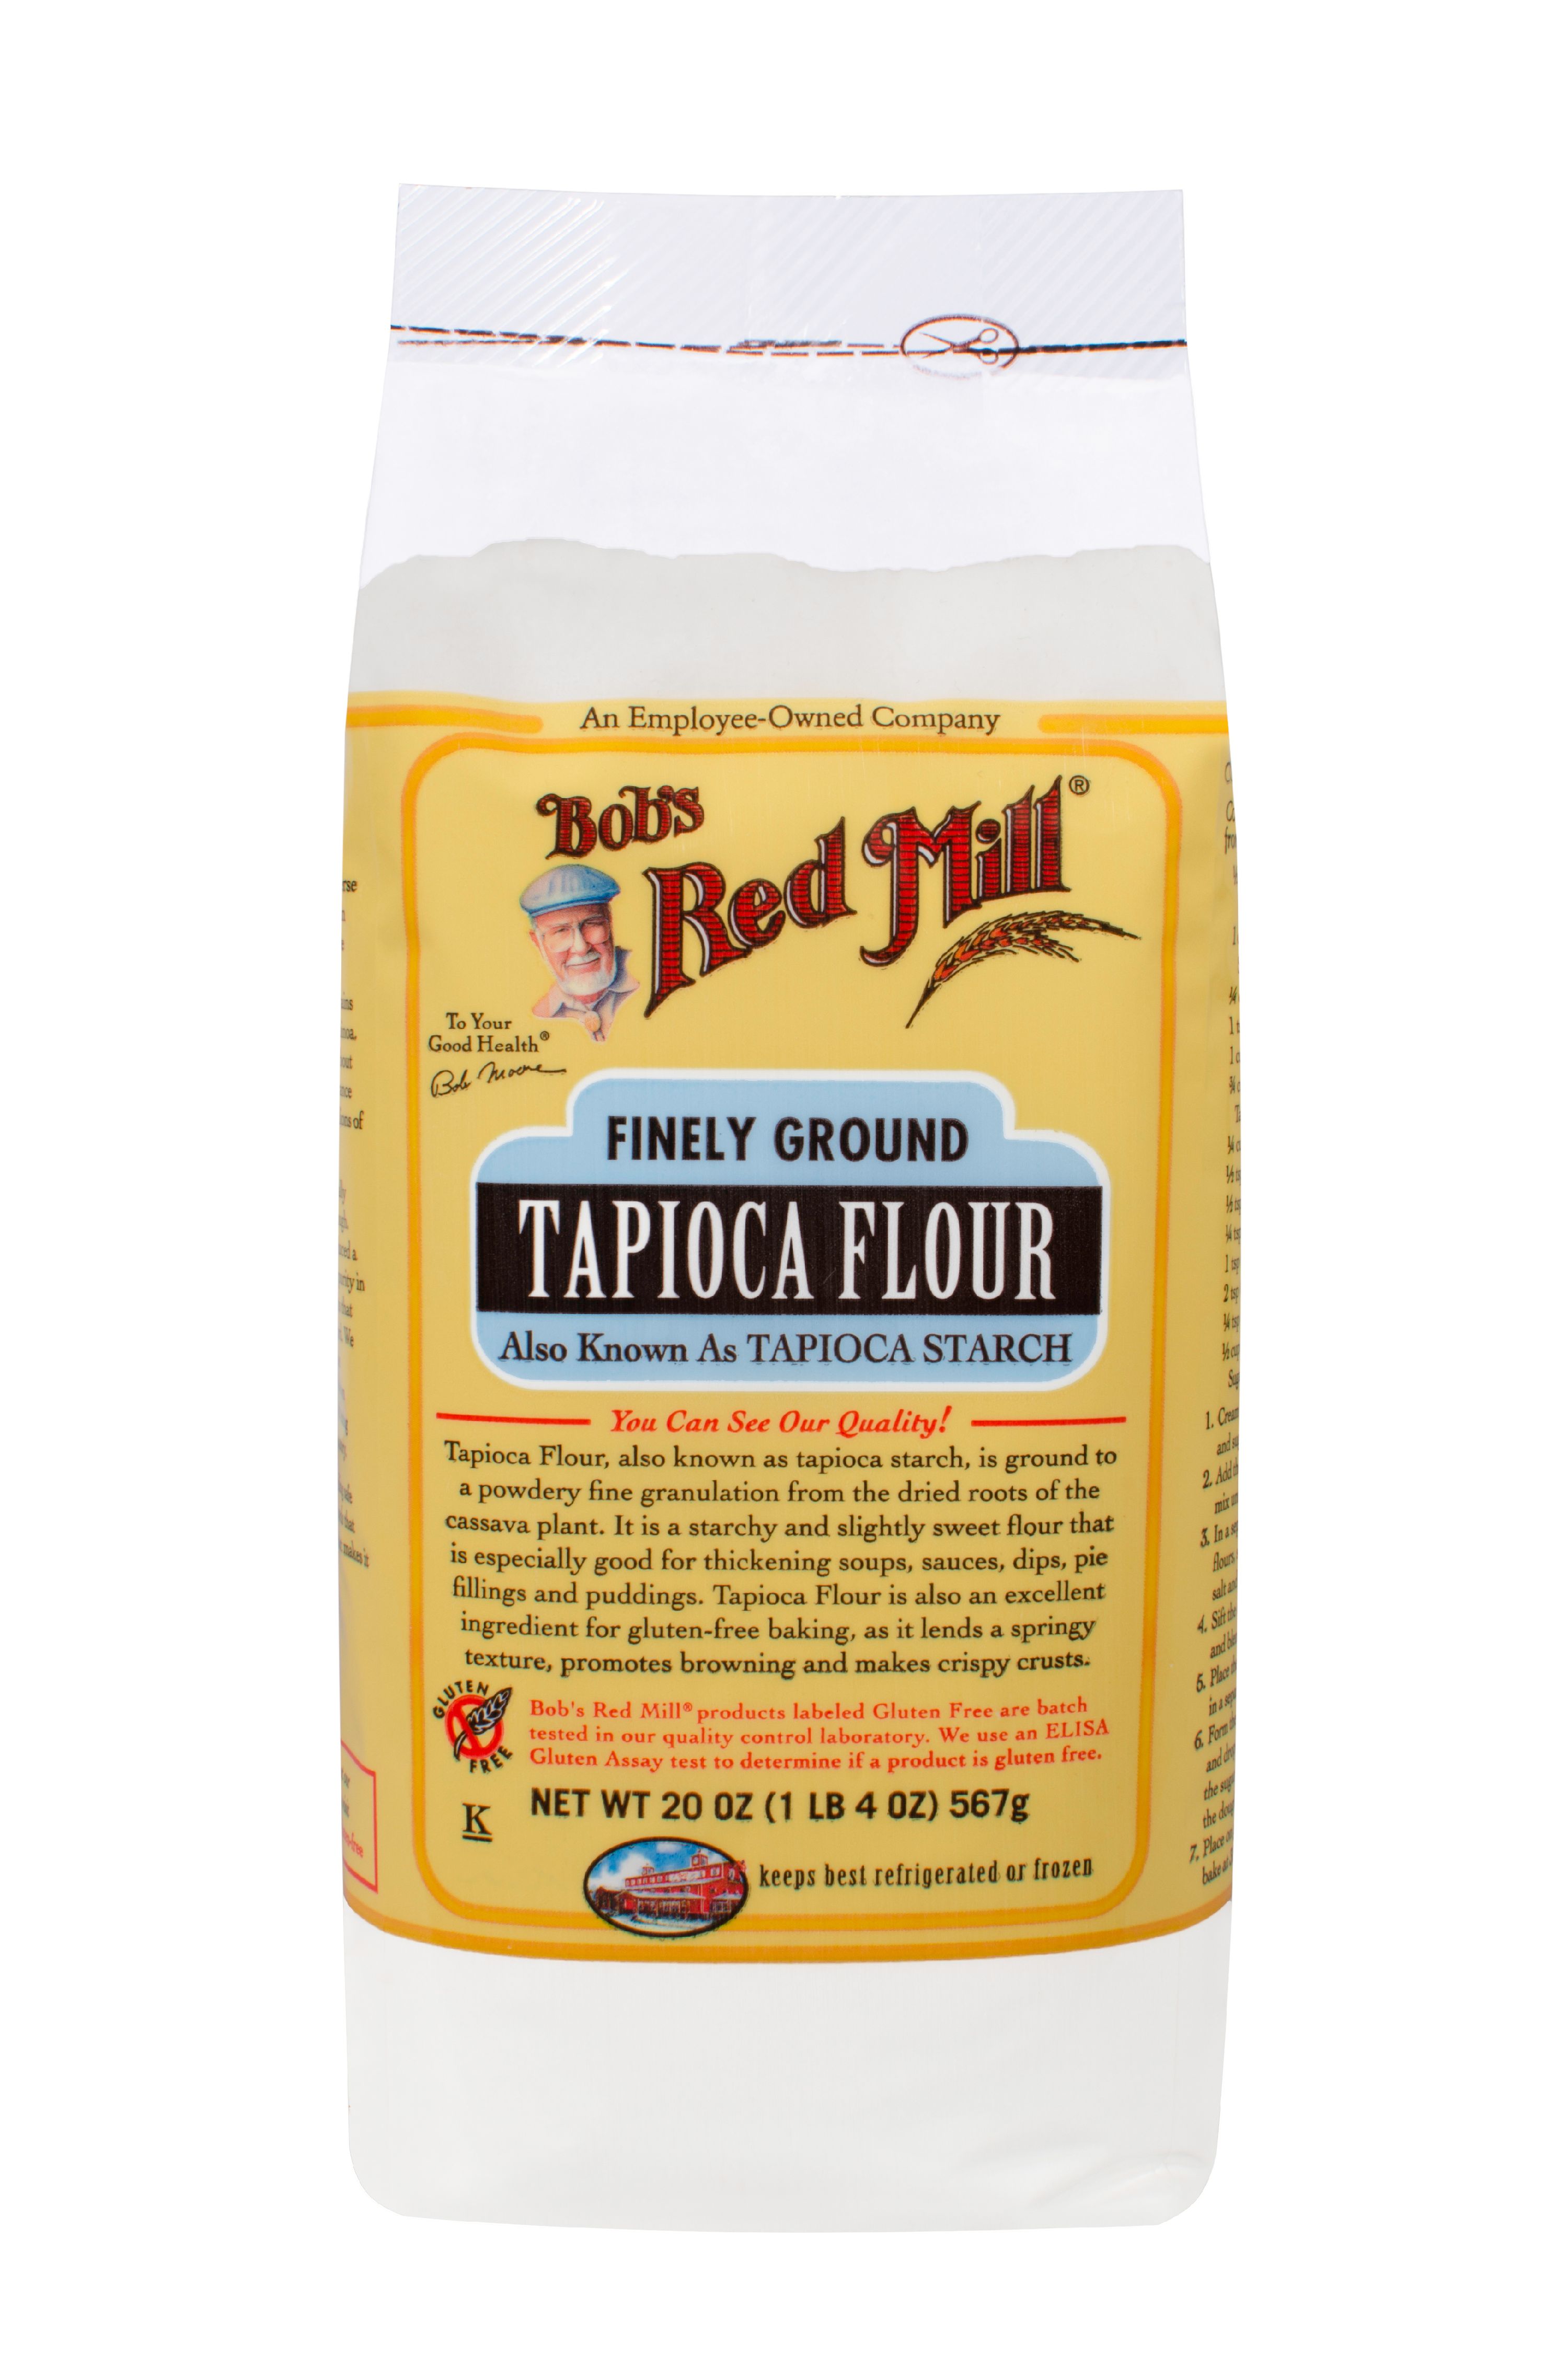 An Employee-Owned Company
Bob's
Red Mill®
To Your
Good Health®
Bob Moore
FINELY GROUND
TAPIOCA FLOUR
Also Known As TAPIOCA STARCH
You Can See Our Quality!
Tapioca Flour, also known as tapioca starch, is ground to
a powdery fine granulation from the dried roots of the
cassava plant. It is a starchy and slightly sweet flour that
is especially good for thickening soups, sauces, dips, pie
fillings and puddings. Tapioca Flour is also an excellent
ingredient for gluten-free baking, as it lends a springy
texture, promotes browning and makes crispy crusts.
GLUTEN
FREE
Bob's Red Mill® products labeled Gluten Free are batch
tested in our quality control laboratory. We use an ELISA
Gluten Assay test to determine if a product is gluten free.
K
NET WT 20 OZ (1 LB 4 OZ) 567g
keeps best refrigerated or frozen